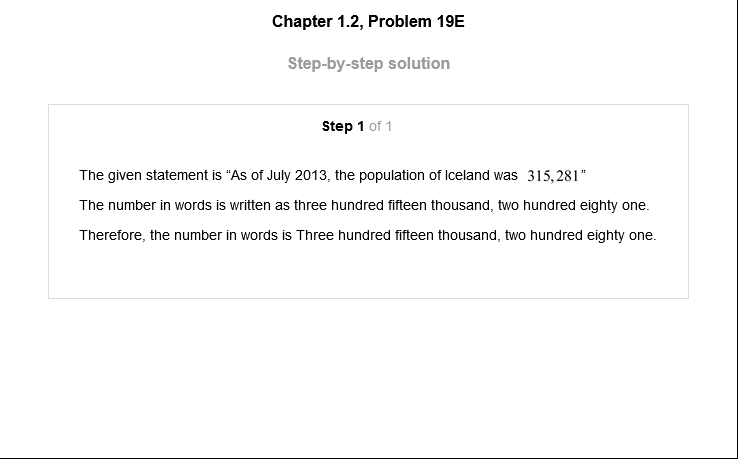 Chapter 1.2, Problem 19E
Step-by-step solution
Step 1 of 1
The given statement is “As of July 2013, the population of Iceland was 315,281”
The number in words is written as three hundred fifteen thousand, two hundred eighty one.
Therefore, the number in words is Three hundred fifteen thousand, two hundred eighty one.